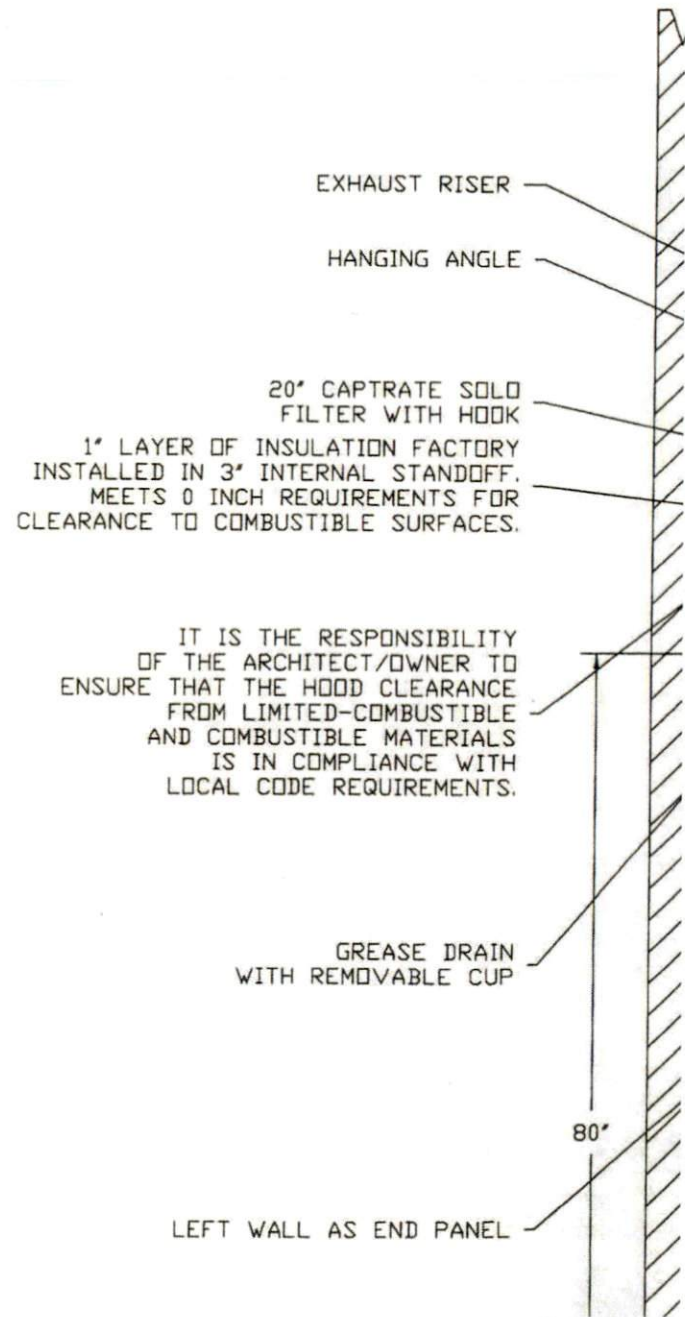 EXHAUST RISER
HANGING ANGLE
20" CAPTRATE SOLO
FILTER WITH HOOK
1" LAYER OF INSULATION FACTORY
INSTALLED IN 3" INTERNAL STANDOFF.
MEETS 0 INCH REQUIREMENTS FOR
CLEARANCE TO COMBUSTIBLE SURFACES.
IT IS THE RESPONSIBILITY
OF THE ARCHITECT/OWNER TO
ENSURE THAT THE HOOD CLEARANCE
FROM LIMITED-COMBUSTIBLE
AND COMBUSTIBLE MATERIALS
IS IN COMPLIANCE WITH
LOCAL CODE REQUIREMENTS.
GREASE DRAIN
WITH REMOVABLE CUP
80"
LEFT WALL AS END PANEL